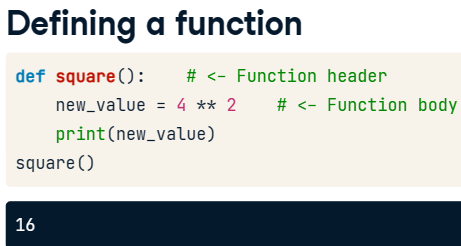 Defining a function
def square():    # <- Function header
    new_value = 4 ** 2    # <- Function body
    print(new_value)
square()
16